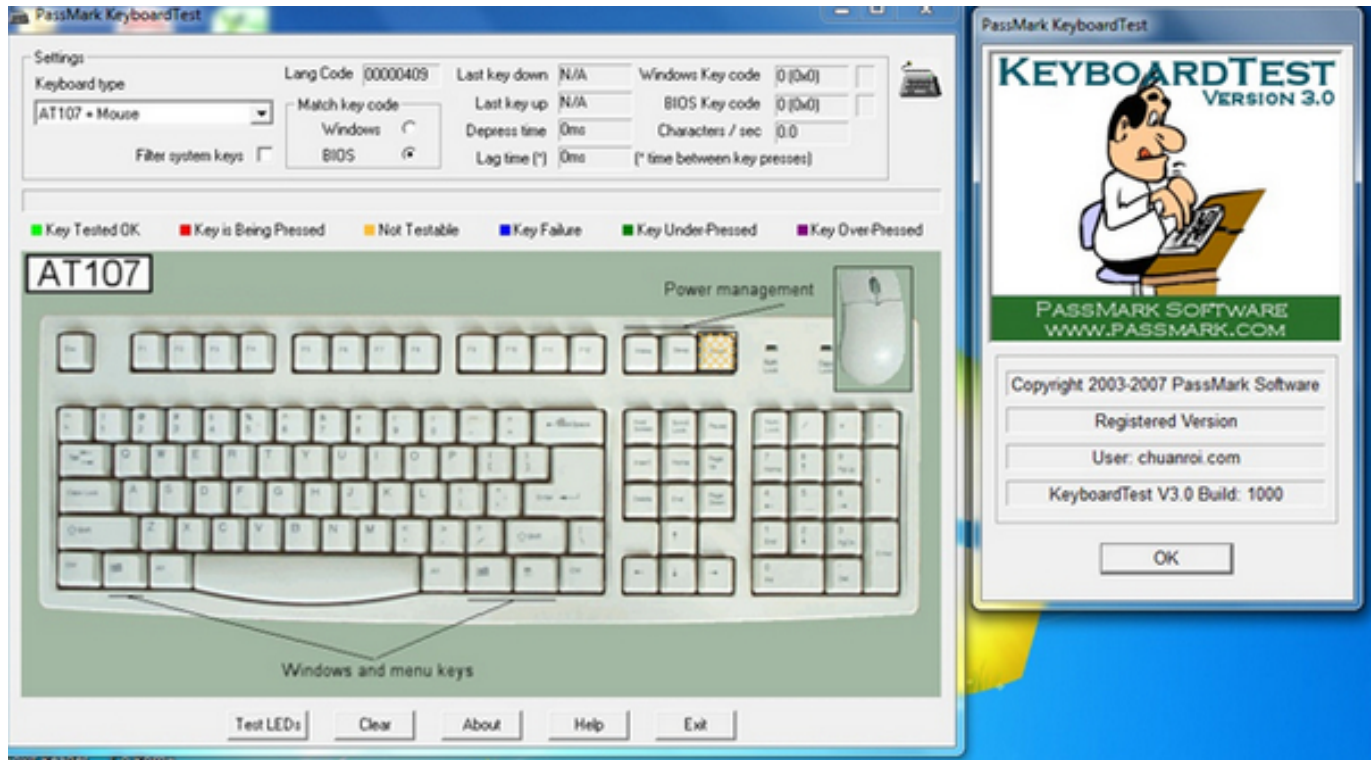 PassMark KeyboardTest
Settings
Keyboard type
AT107 + Mouse
Filter system keys
Lang Code 00000409
Match key code
Windows
BIOS
Last key down N/A
Last key up N/A
Depress time 0ms
Lag time (*) 0ms
Windows Key code 0 (0x0)
BIOS Key code 0 (0x0)
Characters / sec 0.0
(* time between key presses)
Key Tested OK
Key is Being Pressed
Not Testable
Key Failure
Key Under-Pressed
Key Over-Pressed
AT107
Power management
Q W E R T Y U I O P
A S D F G H J K L
Z X C V B N M
Windows and menu keys
Test LEDs
Clear
About
Help
Exit
PassMark KeyboardTest
KEYBOARDTEST
VERSION 3.0
PASSMARK SOFTWARE
WWW.PASSMARK.COM
Copyright 2003-2007 PassMark Software
Registered Version
User: chuanroi.com
KeyboardTest V3.0 Build: 1000
OK